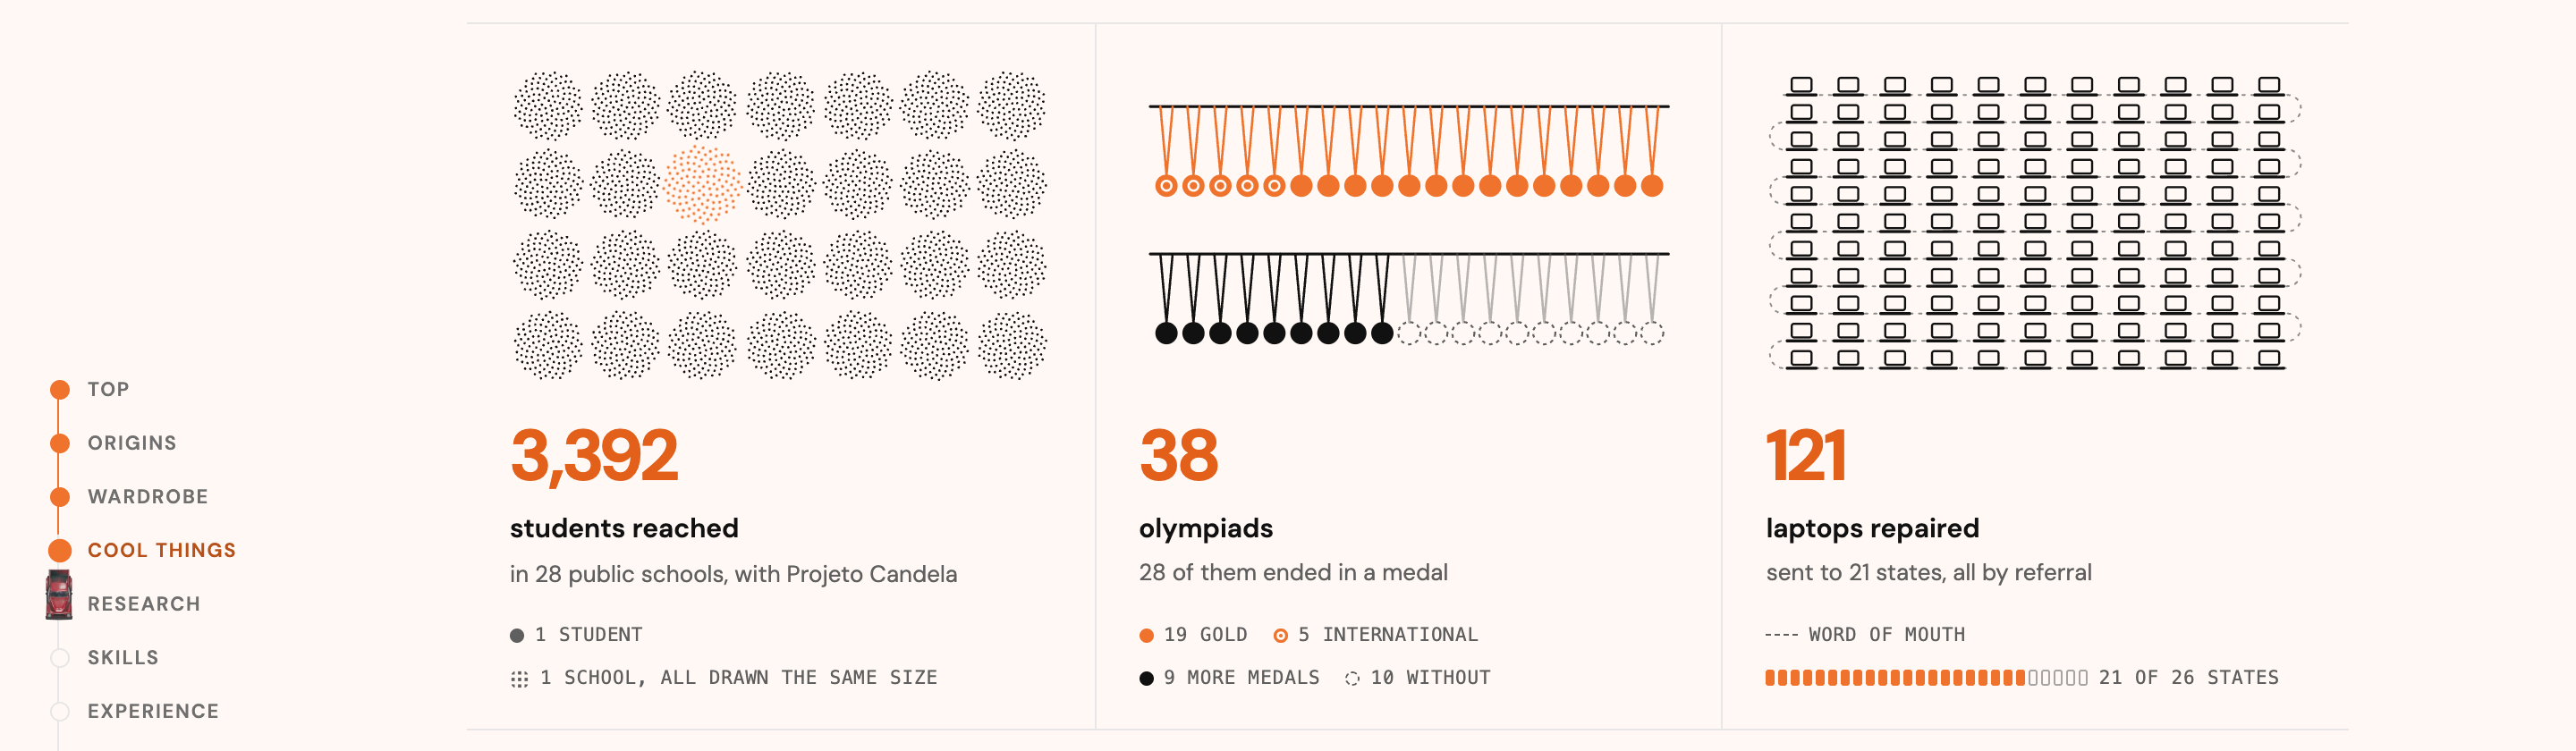 TOP
ORIGINS
WARDROBE
COOL THINGS
RESEARCH
SKILLS
EXPERIENCE
3,392
students reached
in 28 public schools, with Projeto Candela
1 STUDENT
1 SCHOOL, ALL DRAWN THE SAME SIZE
38
olympiads
28 of them ended in a medal
19 GOLD 5 INTERNATIONAL
9 MORE MEDALS 10 WITHOUT
121
laptops repaired
sent to 21 states, all by referral
WORD OF MOUTH
21 OF 26 STATES